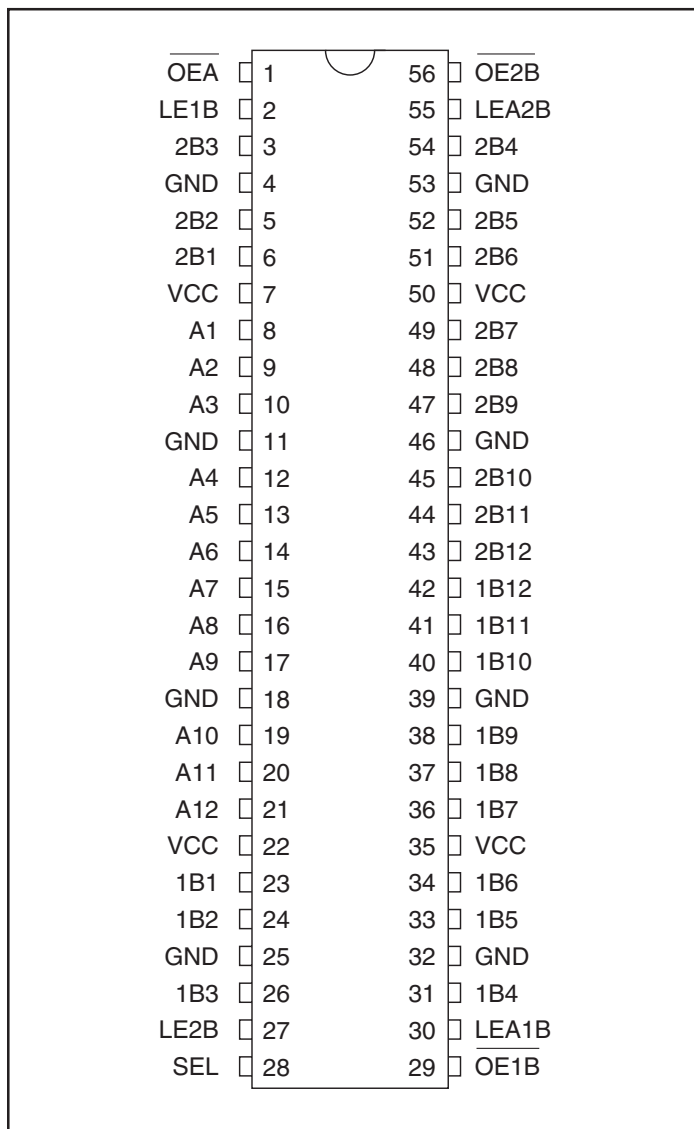 O̅E̅A̅ 1 56 O̅E̅2̅B̅
LE1B 2 55 LEA2B
2B3 3 54 2B4
GND 4 53 GND
2B2 5 52 2B5
2B1 6 51 2B6
VCC 7 50 VCC
A1 8 49 2B7
A2 9 48 2B8
A3 10 47 2B9
GND 11 46 GND
A4 12 45 2B10
A5 13 44 2B11
A6 14 43 2B12
A7 15 42 1B12
A8 16 41 1B11
A9 17 40 1B10
GND 18 39 GND
A10 19 38 1B9
A11 20 37 1B8
A12 21 36 1B7
VCC 22 35 VCC
1B1 23 34 1B6
1B2 24 33 1B5
GND 25 32 GND
1B3 26 31 1B4
LE2B 27 30 LEA1B
SEL 28 29 O̅E̅1̅B̅